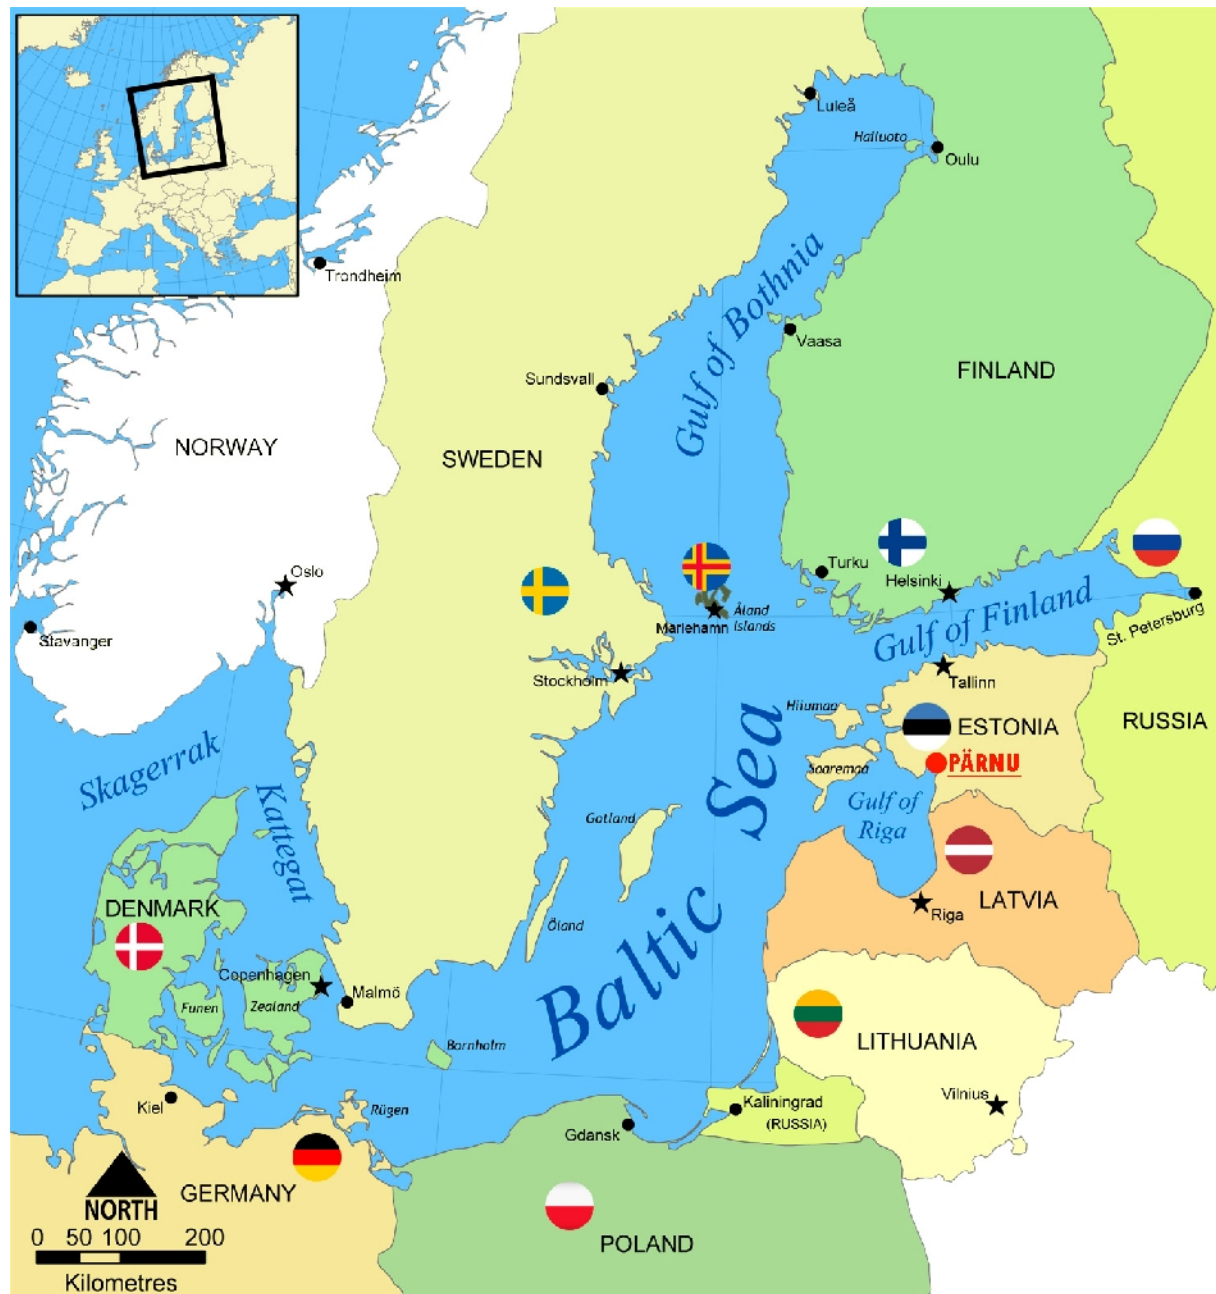 Luleå
Hailuoto
Oulu
Trondheim
Gulf of Bothnia
Vaasa
FINLAND
Sundsvall
NORWAY
SWEDEN
Oslo
Turku
Helsinki
Åland
Islands
Mariehamn
Stavanger
Gulf of Finland
St. Petersburg
Stockholm
Tallinn
Hiiumaa
ESTONIA
RUSSIA
Skagerrak
Kattegat
Saaremaa
PÄRNU
Gulf of
Riga
Gotland
Baltic Sea
DENMARK
Öland
Riga
LATVIA
Copenhagen
Malmö
Funen
Zealand
Bornholm
LITHUANIA
Kiel
Rügen
Kaliningrad
(RUSSIA)
Vilnius
Gdansk
GERMANY
NORTH
POLAND
0 50 100 200
Kilometres